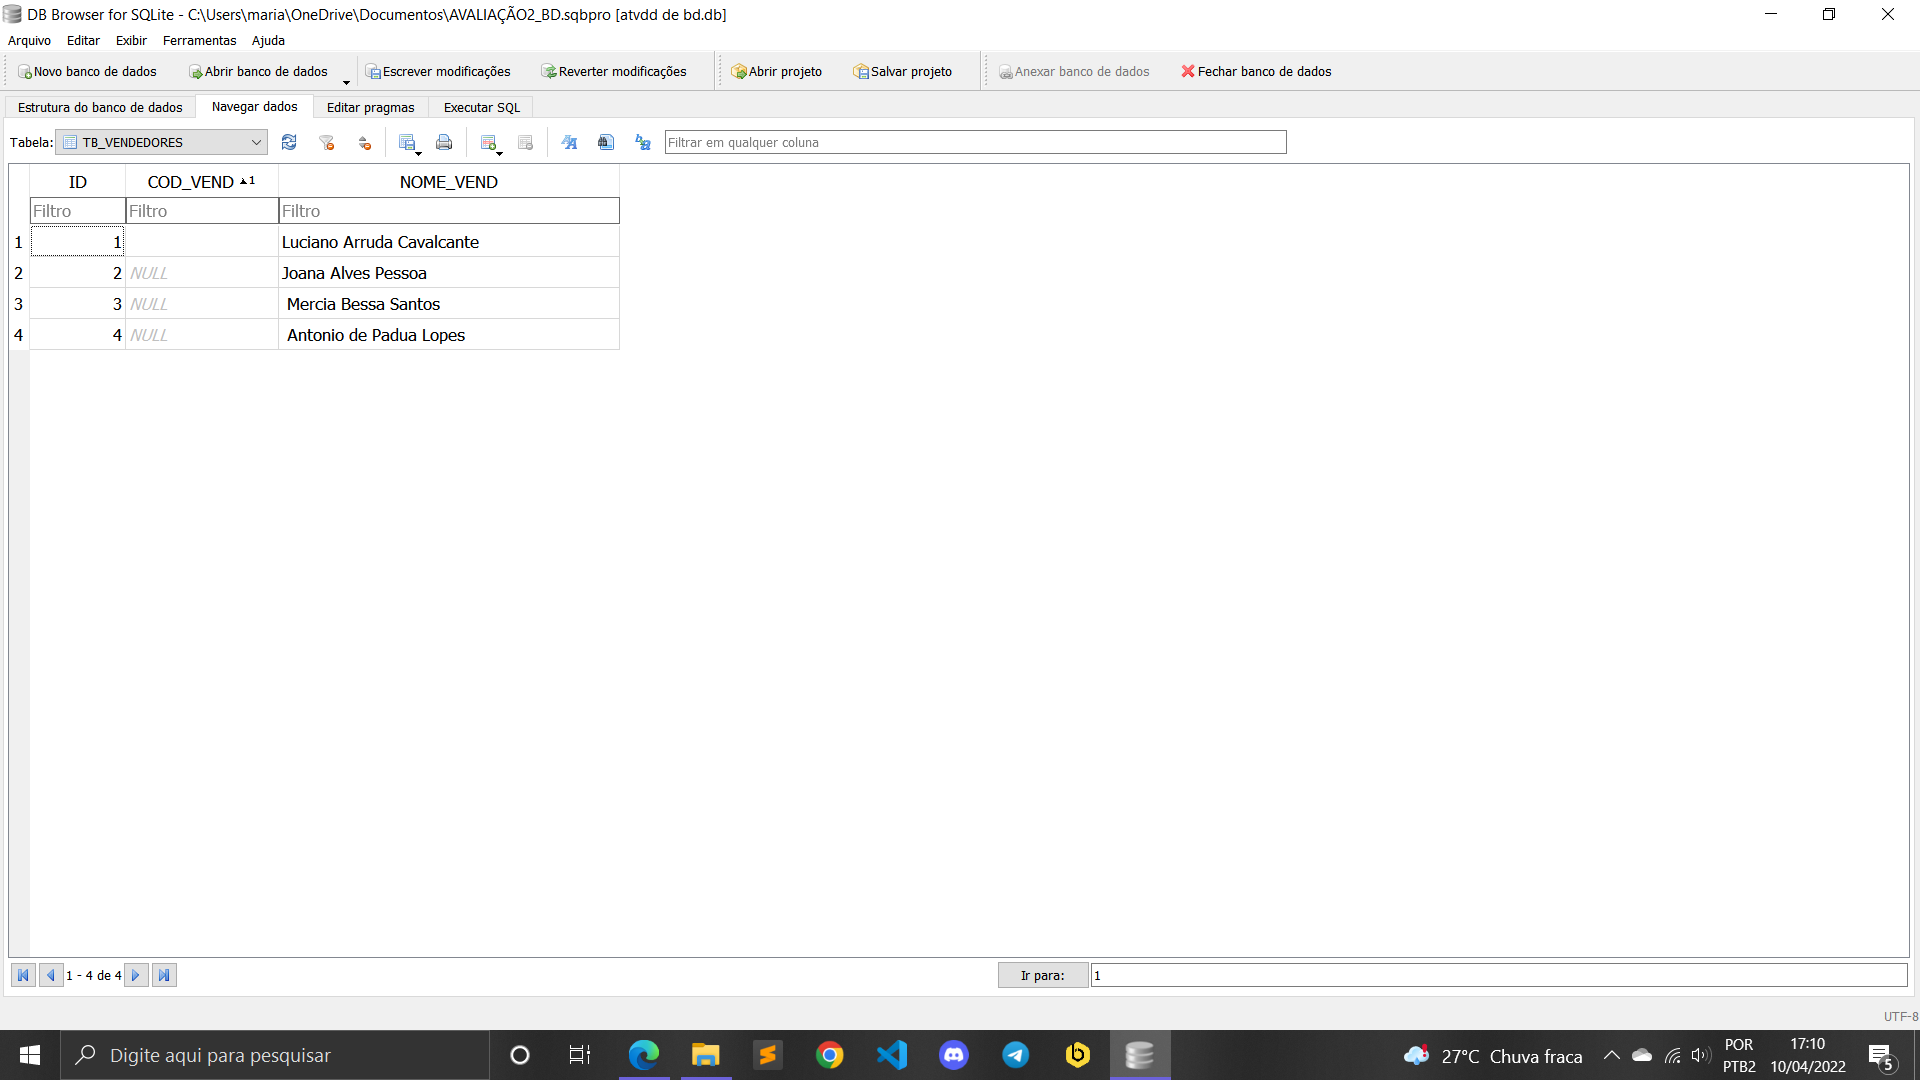 DB Browser for SQLite - C:\Users\maria\OneDrive\Documentos\AVALIAÇÃO2_BD.sqbpro [atvdd de bd.db]
Arquivo Editar Exibir Ferramentas Ajuda
Novo banco de dados Abrir banco de dados Escrever modificações Reverter modificações Abrir projeto Salvar projeto Anexar banco de dados Fechar banco de dados
Estrutura do banco de dados Navegar dados Editar pragmas Executar SQL
Tabela: TB_VENDEDORES Filtrar em qualquer coluna
ID COD_VEND 1 NOME_VEND
Filtro Filtro Filtro
1 1 Luciano Arruda Cavalcante
2 2 NULL Joana Alves Pessoa
3 3 NULL Mercia Bessa Santos
4 4 NULL Antonio de Padua Lopes
1 - 4 de 4 Ir para: 1
UTF-8
Digite aqui para pesquisar 27°C Chuva fraca POR 17:10
PTB2 10/04/2022 5